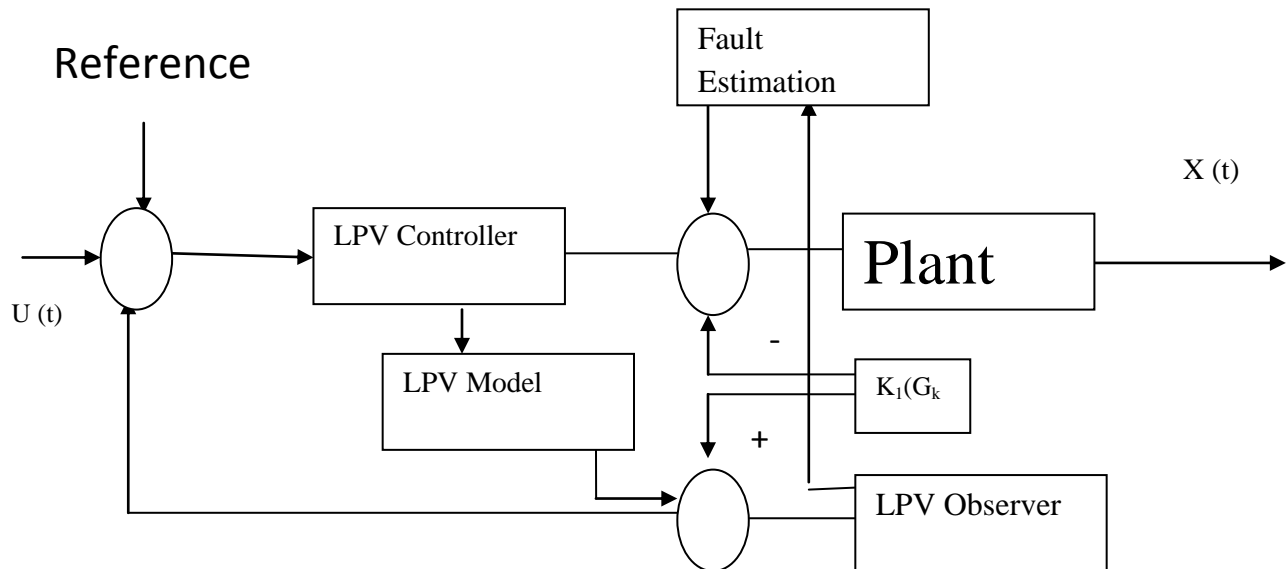 Fault
Estimation
Reference
X (t)
LPV Controller
Plant
U (t)
-
LPV Model
K₁(Gₖ
+
LPV Observer